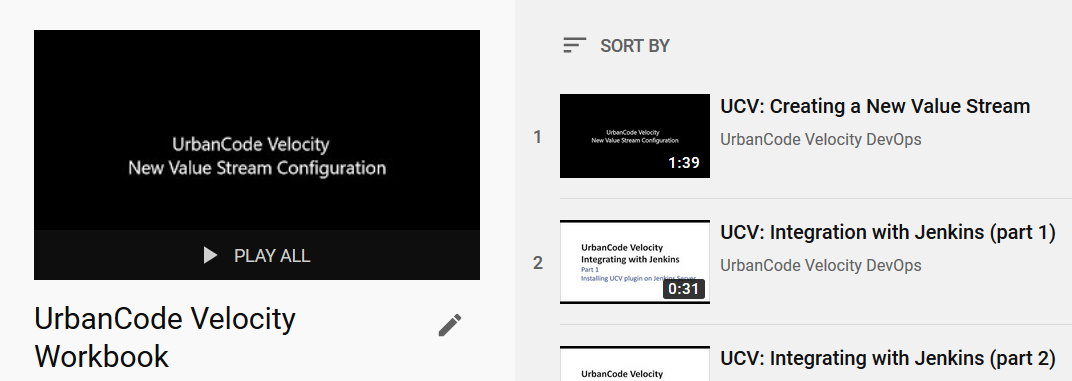 UrbanCode Velocity
New Value Stream Configuration
PLAY ALL
UrbanCode Velocity
Workbook
SORT BY
1
UrbanCode Velocity
New Value Stream Configuration
1:39
UCV: Creating a New Value Stream
UrbanCode Velocity DevOps
2
UrbanCode Velocity
Integrating with Jenkins
Part 1
Installing UCV plugin on Jenkins Server
0:31
UCV: Integration with Jenkins (part 1)
UrbanCode Velocity DevOps
UrbanCode Velocity
UCV: Integrating with Jenkins (part 2)